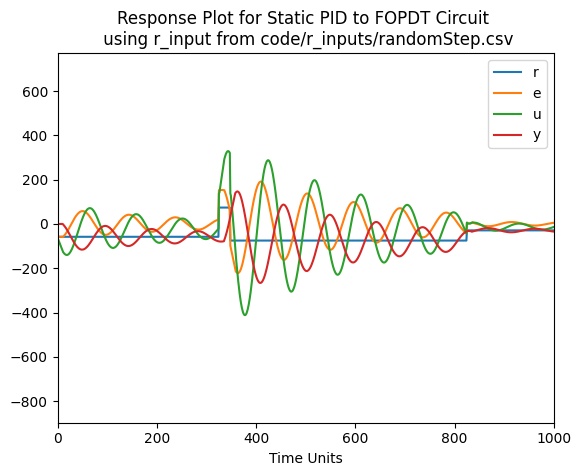 Response Plot for Static PID to FOPDT Circuit
using r_input from code/r_inputs/randomStep.csv
r
e
u
y
600
400
200
0
−200
−400
−600
−800
0 200 400 600 800 1000
Time Units